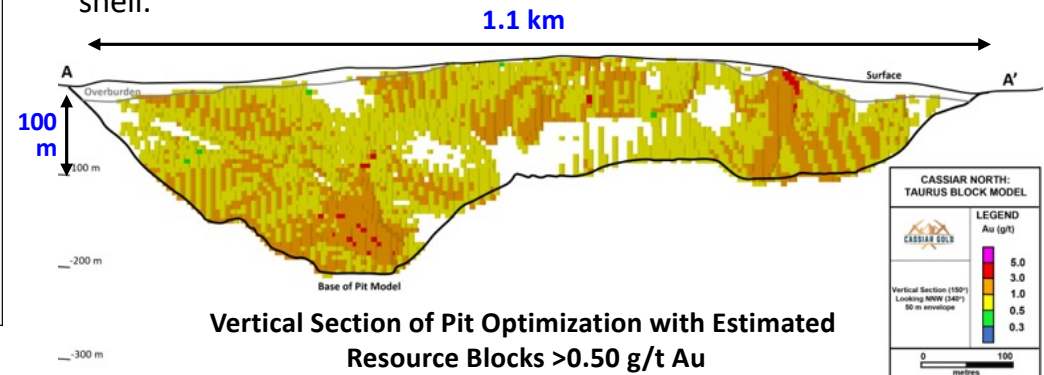 shell.
1.1 km
A
Surface
A'
Overburden
100
m
-100 m
-200 m
Base of Pit Model
-300 m
Vertical Section of Pit Optimization with Estimated
Resource Blocks >0.50 g/t Au
CASSIAR NORTH:
TAURUS BLOCK MODEL
CASSIAR GOLD
Vertical Section (150°)
Looking NNW (340°)
50 m envelope
LEGEND
Au (g/t)
5.0
3.0
1.0
0.5
0.3
0 100
metres